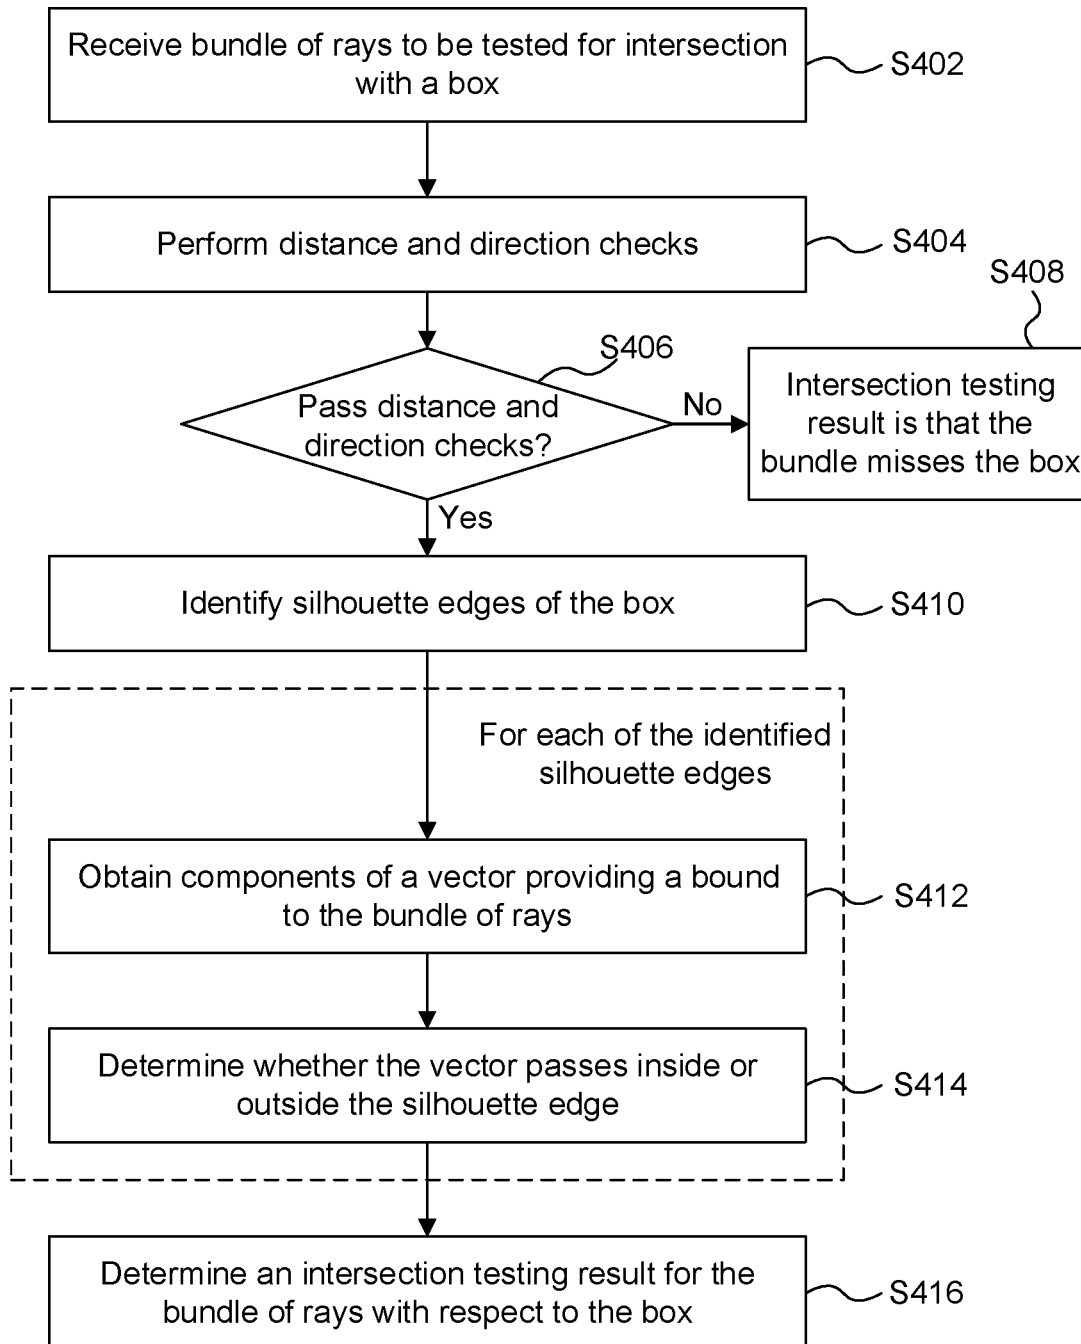 Receive bundle of rays to be tested for intersection
with a box
S402
Perform distance and direction checks
S404
S408
S406
Pass distance and
direction checks?
No
Intersection testing
result is that the
bundle misses the box
Yes
Identify silhouette edges of the box
S410
For each of the identified
silhouette edges
Obtain components of a vector providing a bound
to the bundle of rays
S412
Determine whether the vector passes inside or
outside the silhouette edge
S414
Determine an intersection testing result for the
bundle of rays with respect to the box
S416